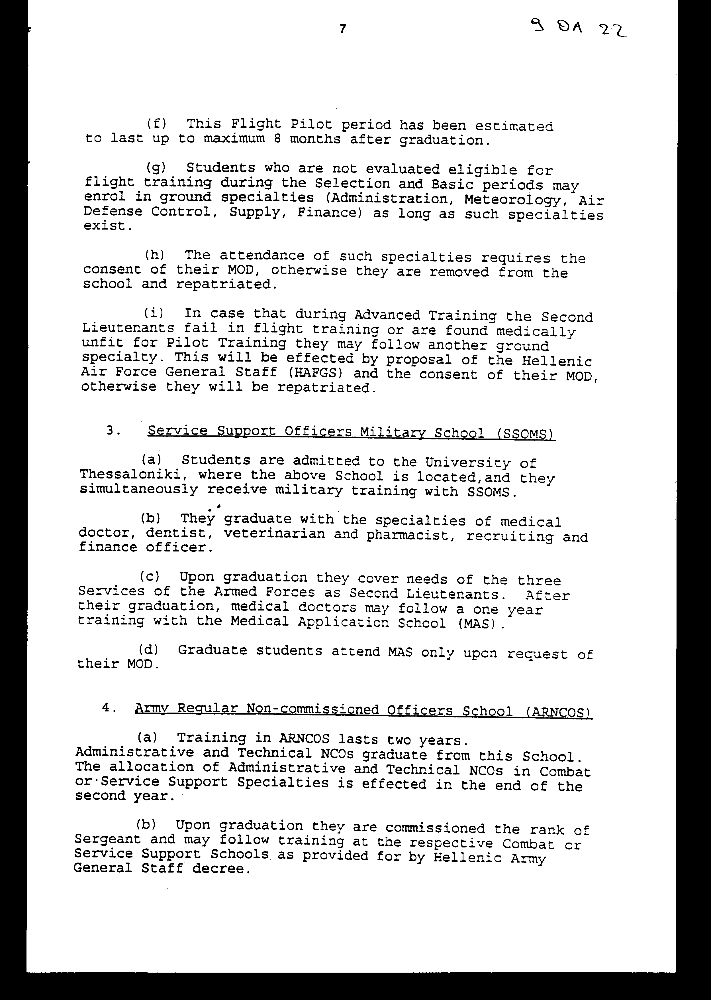 7
9 DA 22
(f) This Flight Pilot period has been estimated
to last up to maximum 8 months after graduation.
(g) Students who are not evaluated eligible for
flight training during the Selection and Basic periods may
enrol in ground specialties (Administration, Meteorology, Air
Defense Control, Supply, Finance) as long as such specialties
exist.
(h) The attendance of such specialties requires the
consent of their MOD, otherwise they are removed from the
school and repatriated.
(i) In case that during Advanced Training the Second
Lieutenants fail in flight training or are found medically
unfit for Pilot Training they may follow another ground
specialty. This will be effected by proposal of the Hellenic
Air Force General Staff (HAFGS) and the consent of their MOD,
otherwise they will be repatriated.
3. Service Support Officers Military School (SSOMS)
(a) Students are admitted to the University of
Thessaloniki, where the above School is located,and they
simultaneously receive military training with SSOMS.
(b) They graduate with the specialties of medical
doctor, dentist, veterinarian and pharmacist, recruiting and
finance officer.
(c) Upon graduation they cover needs of the three
Services of the Armed Forces as Second Lieutenants. After
their graduation, medical doctors may follow a one year
training with the Medical Application School (MAS).
(d) Graduate students attend MAS only upon request of
their MOD.
4. Army Regular Non-commissioned Officers School (ARNCOS)
(a) Training in ARNCOS lasts two years.
Administrative and Technical NCOs graduate from this School.
The allocation of Administrative and Technical NCOs in Combat
or Service Support Specialties is effected in the end of the
second year.
(b) Upon graduation they are commissioned the rank of
Sergeant and may follow training at the respective Combat or
Service Support Schools as provided for by Hellenic Army
General Staff decree.